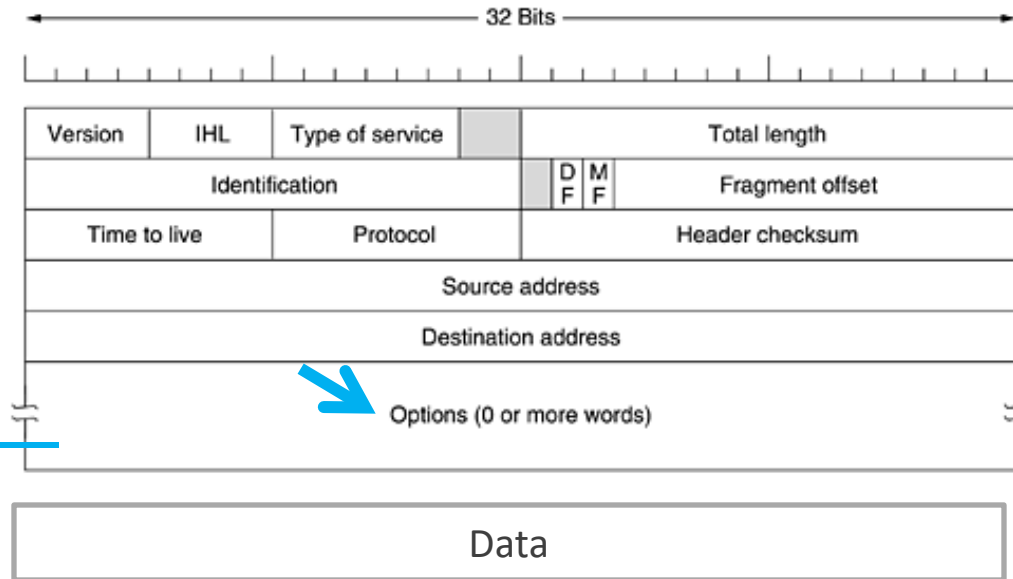 32 Bits
Version IHL Type of service Total length
Identification D F M F Fragment offset
Time to live Protocol Header checksum
Source address
Destination address
Options (0 or more words)
Data